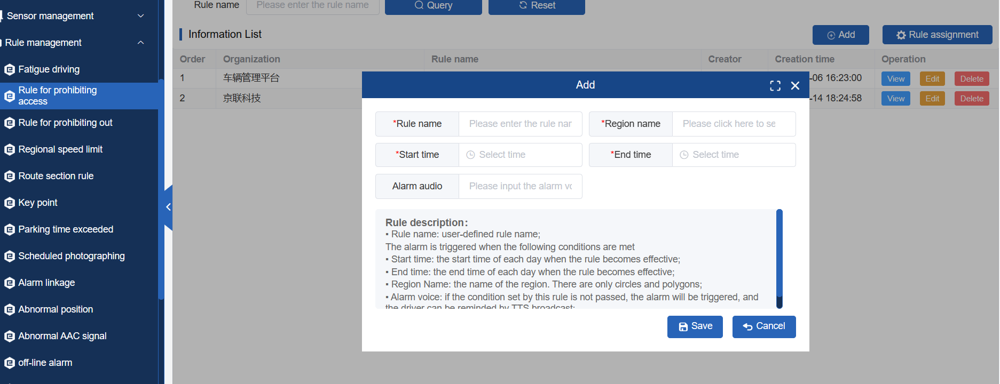 Sensor management
Rule management
Fatigue driving
Rule for prohibiting
access
Rule for prohibiting out
Regional speed limit
Route section rule
Key point
Parking time exceeded
Scheduled photographing
Alarm linkage
Abnormal position
Abnormal AAC signal
off-line alarm
Rule name Please enter the rule name Query Reset
Information List Add Rule assignment
Order Organization Rule name Creator Creation time Operation
1 车辆管理平台 -06 16:23:00 View Edit Delete
2 京联科技 -14 18:24:58 View Edit Delete
Add
*Rule name Please enter the rule nar *Region name Please click here to se
*Start time Select time *End time Select time
Alarm audio Please input the alarm vc
Rule description:
▪ Rule name: user-defined rule name;
The alarm is triggered when the following conditions are met
▪ Start time: the start time of each day when the rule becomes effective;
▪ End time: the end time of each day when the rule becomes effective;
▪ Region Name: the name of the region. There are only circles and polygons;
▪ Alarm voice: if the condition set by this rule is not passed, the alarm will be triggered, and
the driver can be reminded by TTS broadcast;
Save Cancel